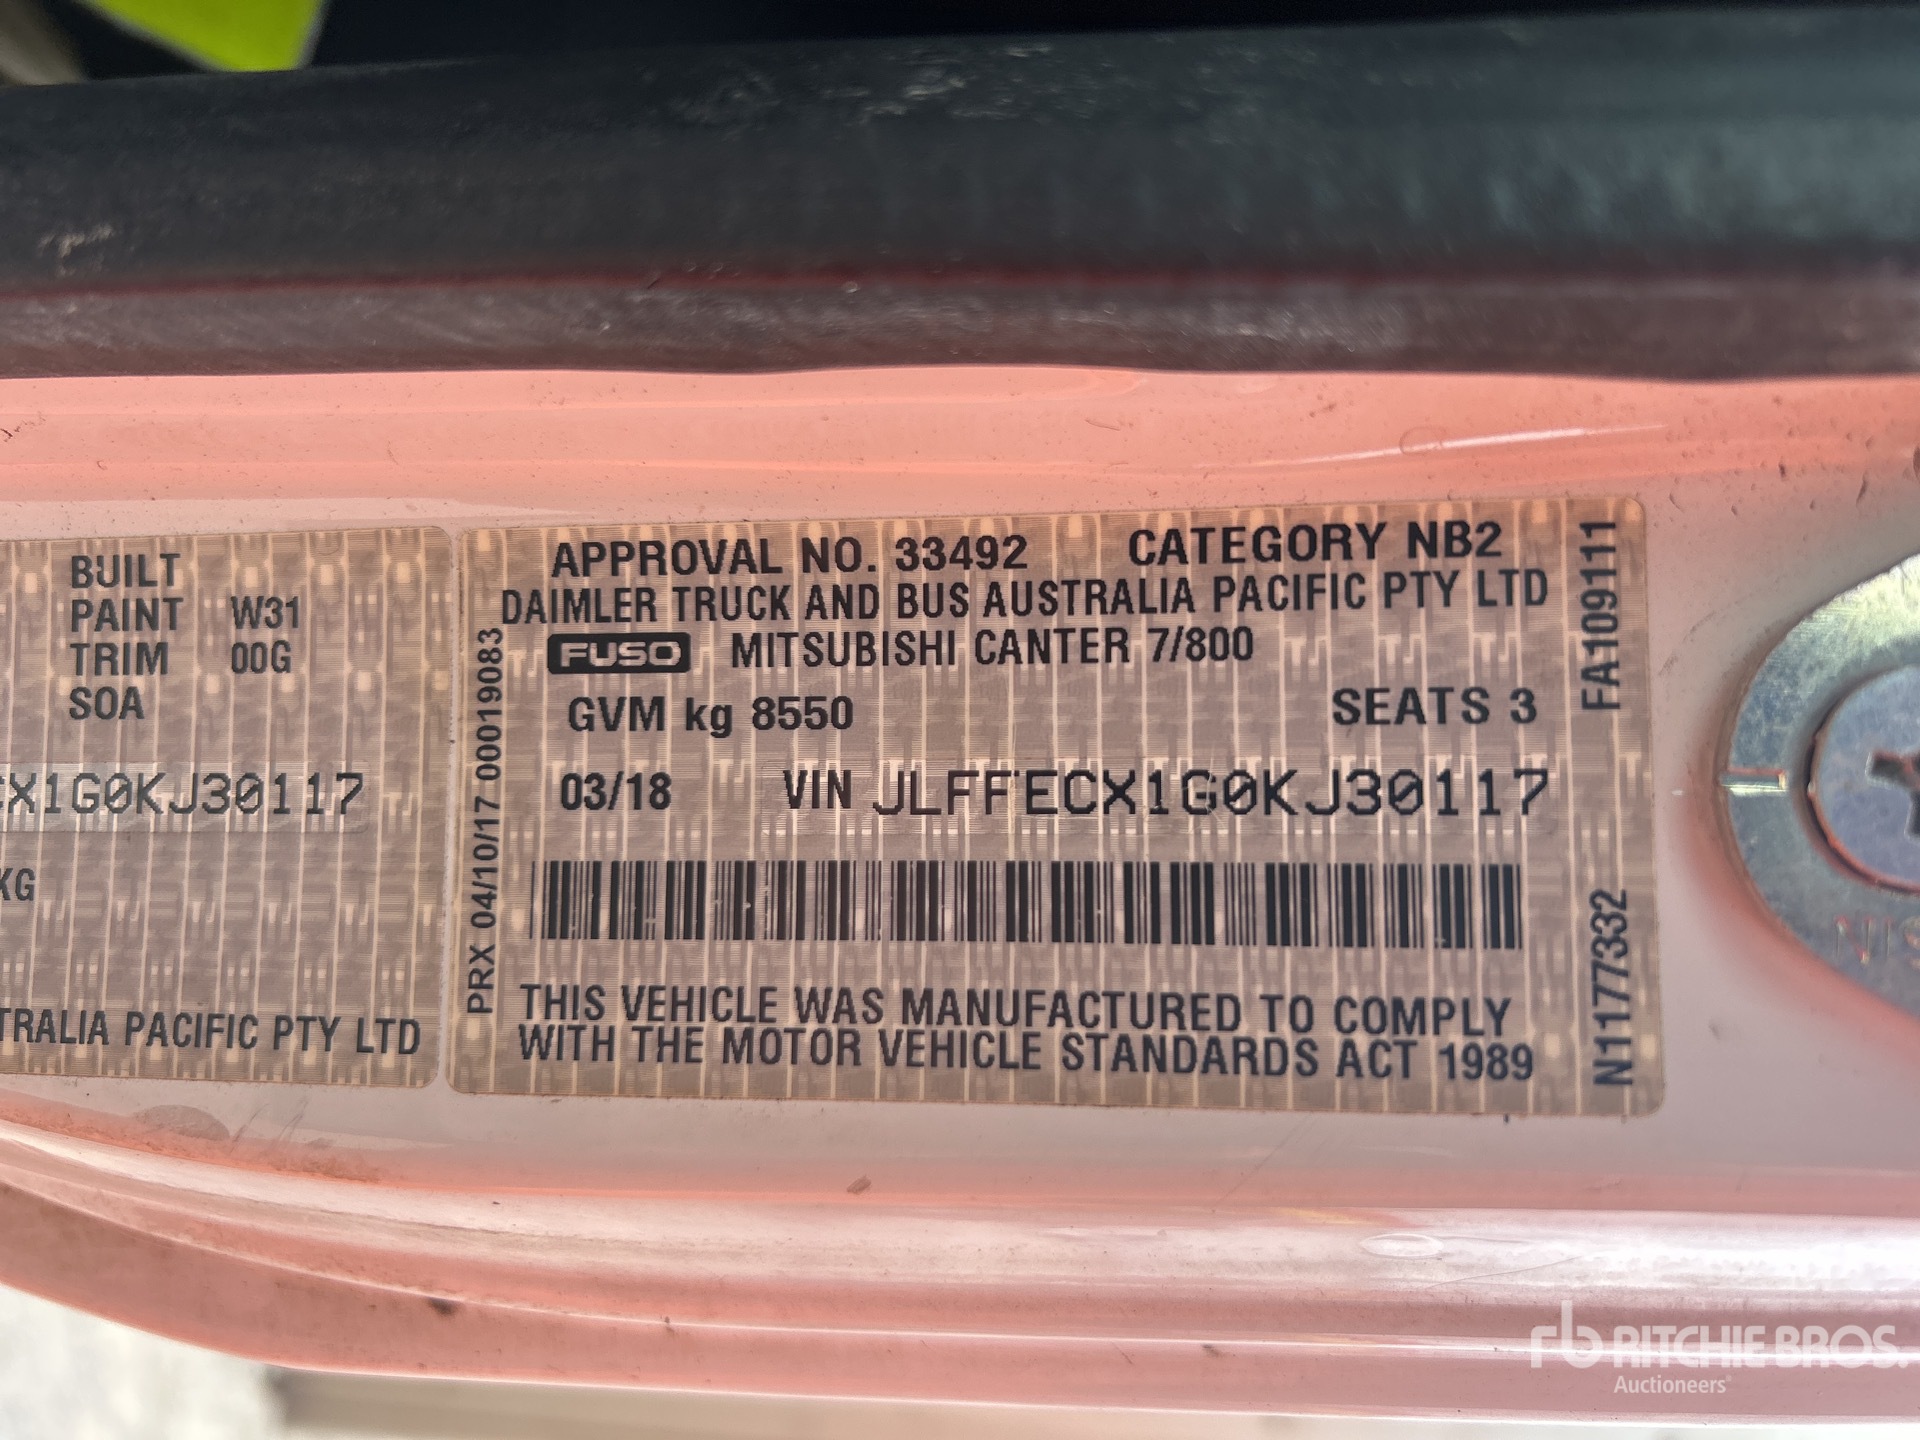 BUILT
PAINT W31
TRIM 00G
SOA
CX1G0KJ30117
KG
TRALIA PACIFIC PTY LTD
PRX 04/10/17 00019083
APPROVAL NO. 33492 CATEGORY NB2
DAIMLER TRUCK AND BUS AUSTRALIA PACIFIC PTY LTD
FUSO MITSUBISHI CANTER 7/800
GVM kg 8550 SEATS 3
03/18 VIN JLFFECX1G0KJ30117
THIS VEHICLE WAS MANUFACTURED TO COMPLY
WITH THE MOTOR VEHICLE STANDARDS ACT 1989
FA109111
N1177332
rb RITCHIE BROS.
Auctioneers